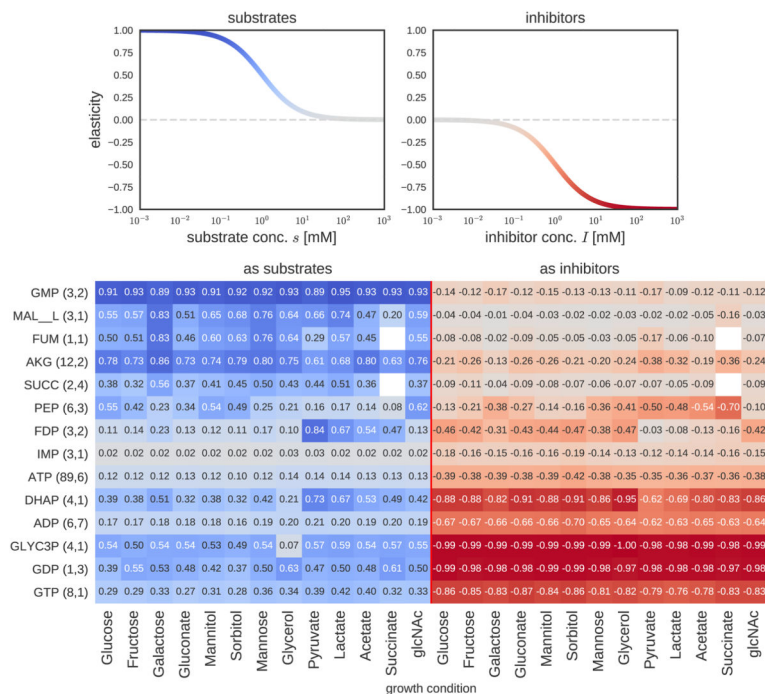 substrates
inhibitors
elasticity
1.00
0.75
0.50
0.25
0.00
−0.25
−0.50
−0.75
−1.00
1.00
0.75
0.50
0.25
0.00
−0.25
−0.50
−0.75
−1.00
10⁻³ 10⁻² 10⁻¹ 10⁰ 10¹ 10² 10³
10⁻³ 10⁻² 10⁻¹ 10⁰ 10¹ 10² 10³
substrate conc. s [mM]
inhibitor conc. I [mM]
as substrates
as inhibitors
GMP (3,2) 0.91 0.93 0.89 0.93 0.91 0.92 0.92 0.93 0.89 0.95 0.93 0.93 0.93 -0.14 -0.12 -0.17 -0.12 -0.15 -0.13 -0.13 -0.11 -0.17 -0.09 -0.12 -0.11 -0.12
MAL__L (3,1) 0.55 0.57 0.83 0.51 0.65 0.68 0.76 0.64 0.66 0.74 0.47 0.20 0.59 -0.04 -0.04 -0.01 -0.04 -0.03 -0.03 -0.02 -0.03 -0.02 -0.02 -0.05 -0.16 -0.03
FUM (1,1) 0.50 0.51 0.83 0.46 0.60 0.63 0.76 0.64 0.29 0.57 0.45 0.55 -0.08 -0.08 -0.02 -0.09 -0.05 -0.05 -0.03 -0.05 -0.17 -0.06 -0.10 -0.07
AKG (12,2) 0.78 0.73 0.86 0.73 0.74 0.79 0.80 0.75 0.61 0.68 0.80 0.63 0.76 -0.21 -0.26 -0.13 -0.26 -0.25 -0.20 -0.19 -0.25 -0.38 -0.32 -0.19 -0.36 -0.24
SUCC (2,4) 0.38 0.32 0.56 0.37 0.41 0.45 0.50 0.43 0.44 0.51 0.36 0.37 -0.09 -0.11 -0.04 -0.09 -0.08 -0.07 -0.06 -0.07 -0.07 -0.05 -0.09 -0.09
PEP (6,3) 0.55 0.42 0.23 0.34 0.54 0.49 0.25 0.21 0.16 0.17 0.14 0.08 0.62 -0.13 -0.21 -0.38 -0.27 -0.14 -0.16 -0.36 -0.41 -0.50 -0.48 -0.54 -0.70 -0.10
FDP (3,2) 0.11 0.14 0.23 0.13 0.12 0.11 0.17 0.10 0.84 0.67 0.54 0.47 0.13 -0.46 -0.42 -0.31 -0.43 -0.44 -0.47 -0.38 -0.47 -0.03 -0.08 -0.13 -0.16 -0.42
IMP (3,1) 0.02 0.02 0.02 0.02 0.02 0.02 0.02 0.03 0.02 0.03 0.03 0.02 0.02 -0.18 -0.16 -0.15 -0.16 -0.16 -0.19 -0.14 -0.13 -0.16 -0.12 -0.14 -0.16 -0.15
ATP (89,6) 0.12 0.12 0.12 0.13 0.12 0.10 0.13 0.14 0.14 0.14 0.13 0.13 0.13 -0.39 -0.39 -0.38 -0.38 -0.39 -0.42 -0.38 -0.35 -0.35 -0.36 -0.37 -0.36 -0.38
DHAP (4,1) 0.39 0.38 0.51 0.32 0.38 0.32 0.42 0.21 0.73 0.67 0.53 0.49 0.42 -0.88 -0.88 -0.82 -0.91 -0.88 -0.91 -0.86 -0.95 -0.62 -0.69 -0.80 -0.83 -0.86
ADP (6,7) 0.17 0.17 0.18 0.18 0.18 0.16 0.19 0.20 0.21 0.20 0.19 0.20 0.19 -0.67 -0.67 -0.66 -0.66 -0.66 -0.70 -0.64 -0.62 -0.62 -0.63 -0.65 -0.63 -0.64
GLYC3P (4,1) 0.54 0.50 0.54 0.54 0.53 0.49 0.54 0.07 0.57 0.59 0.54 0.57 0.55 -0.99 -0.99 -0.99 -0.99 -0.99 -0.99 -0.99 -1.00 -0.98 -0.98 -0.99 -0.98 -0.99
GDP (1,3) 0.39 0.55 0.53 0.48 0.42 0.37 0.50 0.63 0.47 0.50 0.48 0.61 0.50 -0.99 -0.98 -0.98 -0.98 -0.99 -0.99 -0.98 -0.97 -0.98 -0.98 -0.98 -0.97 -0.98
GTP (8,1) 0.29 0.29 0.33 0.27 0.31 0.28 0.36 0.34 0.39 0.42 0.40 0.32 0.33 -0.86 -0.85 -0.83 -0.87 -0.84 -0.86 -0.81 -0.82 -0.79 -0.76 -0.78 -0.83 -0.83
Glucose Fructose Galactose Gluconate Mannitol Sorbitol Mannose Glycerol Pyruvate Lactate Acetate Succinate glcNAc Glucose Fructose Galactose Gluconate Mannitol Sorbitol Mannose Glycerol Pyruvate Lactate Acetate Succinate glcNAc
growth condition